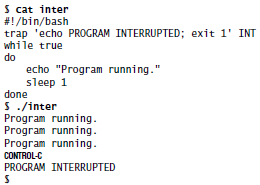 $ cat inter
#!/bin/bash
trap 'echo PROGRAM INTERRUPTED; exit 1' INT
while true
do
    echo "Program running."
    sleep 1
done
$ ./inter
Program running.
Program running.
Program running.
CONTROL-C
PROGRAM INTERRUPTED
$